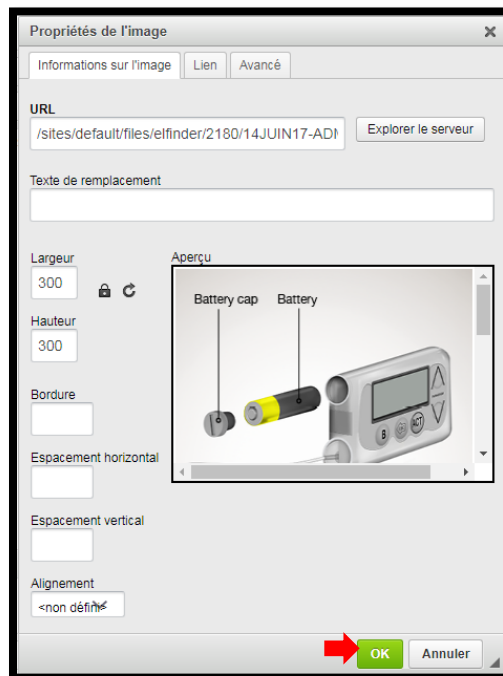 Propriétés de l'image
Informations sur l'image Lien Avancé
URL
/sites/default/files/elfinder/2180/14JUIN17-ADM Explorer le serveur
Texte de remplacement
Largeur Aperçu
300
Hauteur
300
Battery cap Battery
B ACT
Bordure
Espacement horizontal
Espacement vertical
Alignement
<non défini
OK Annuler